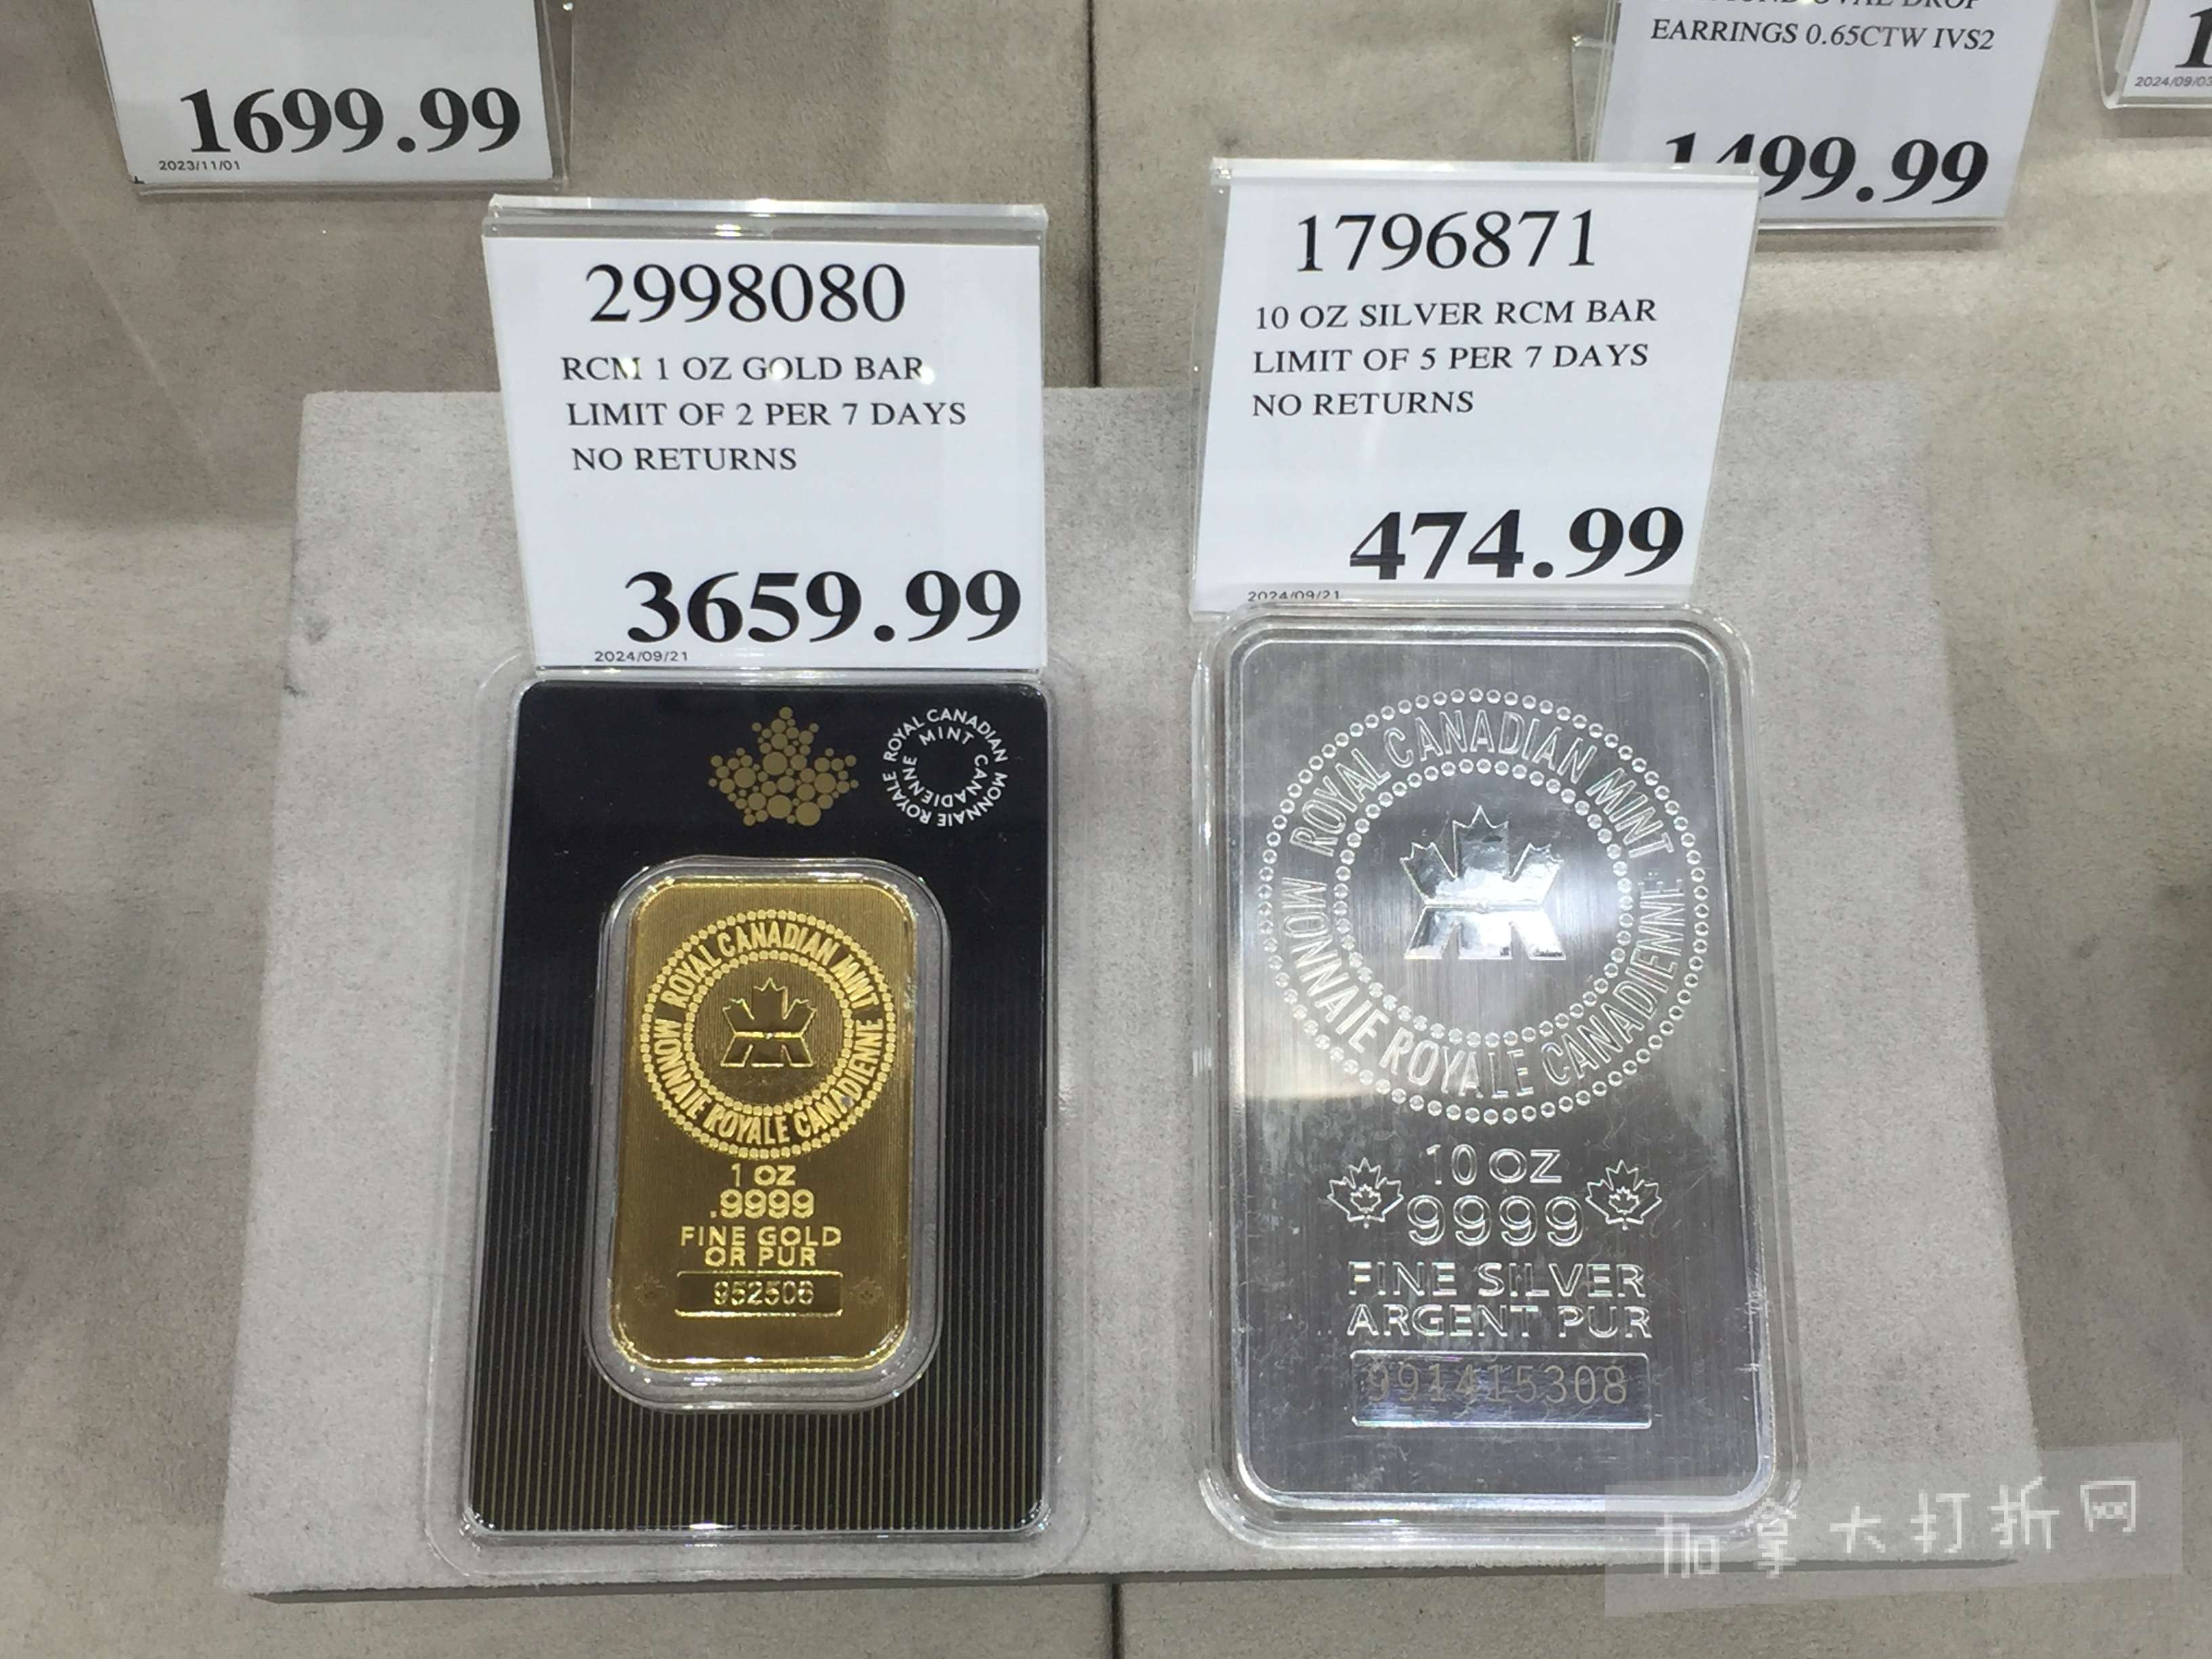 1699.99
2023/11/01
EARRINGS 0.65CTW IVS2
1499.99
2024/09/03
2998080
RCM 1 OZ GOLD BAR
LIMIT OF 2 PER 7 DAYS
NO RETURNS
3659.99
2024/09/21
1796871
10 OZ SILVER RCM BAR
LIMIT OF 5 PER 7 DAYS
NO RETURNS
474.99
2024/09/21
ROYAL CANADIAN MINT
MONNAIE ROYALE CANADIENNE
ROYAL CANADIAN MINT
MONNAIE ROYALE CANADIENNE
1 OZ
.9999
FINE GOLD
OR PUR
952506
ROYAL CANADIAN MINT
MONNAIE ROYALE CANADIENNE
10 OZ
9999
FINE SILVER
ARGENT PUR
991415308
加拿大打折网